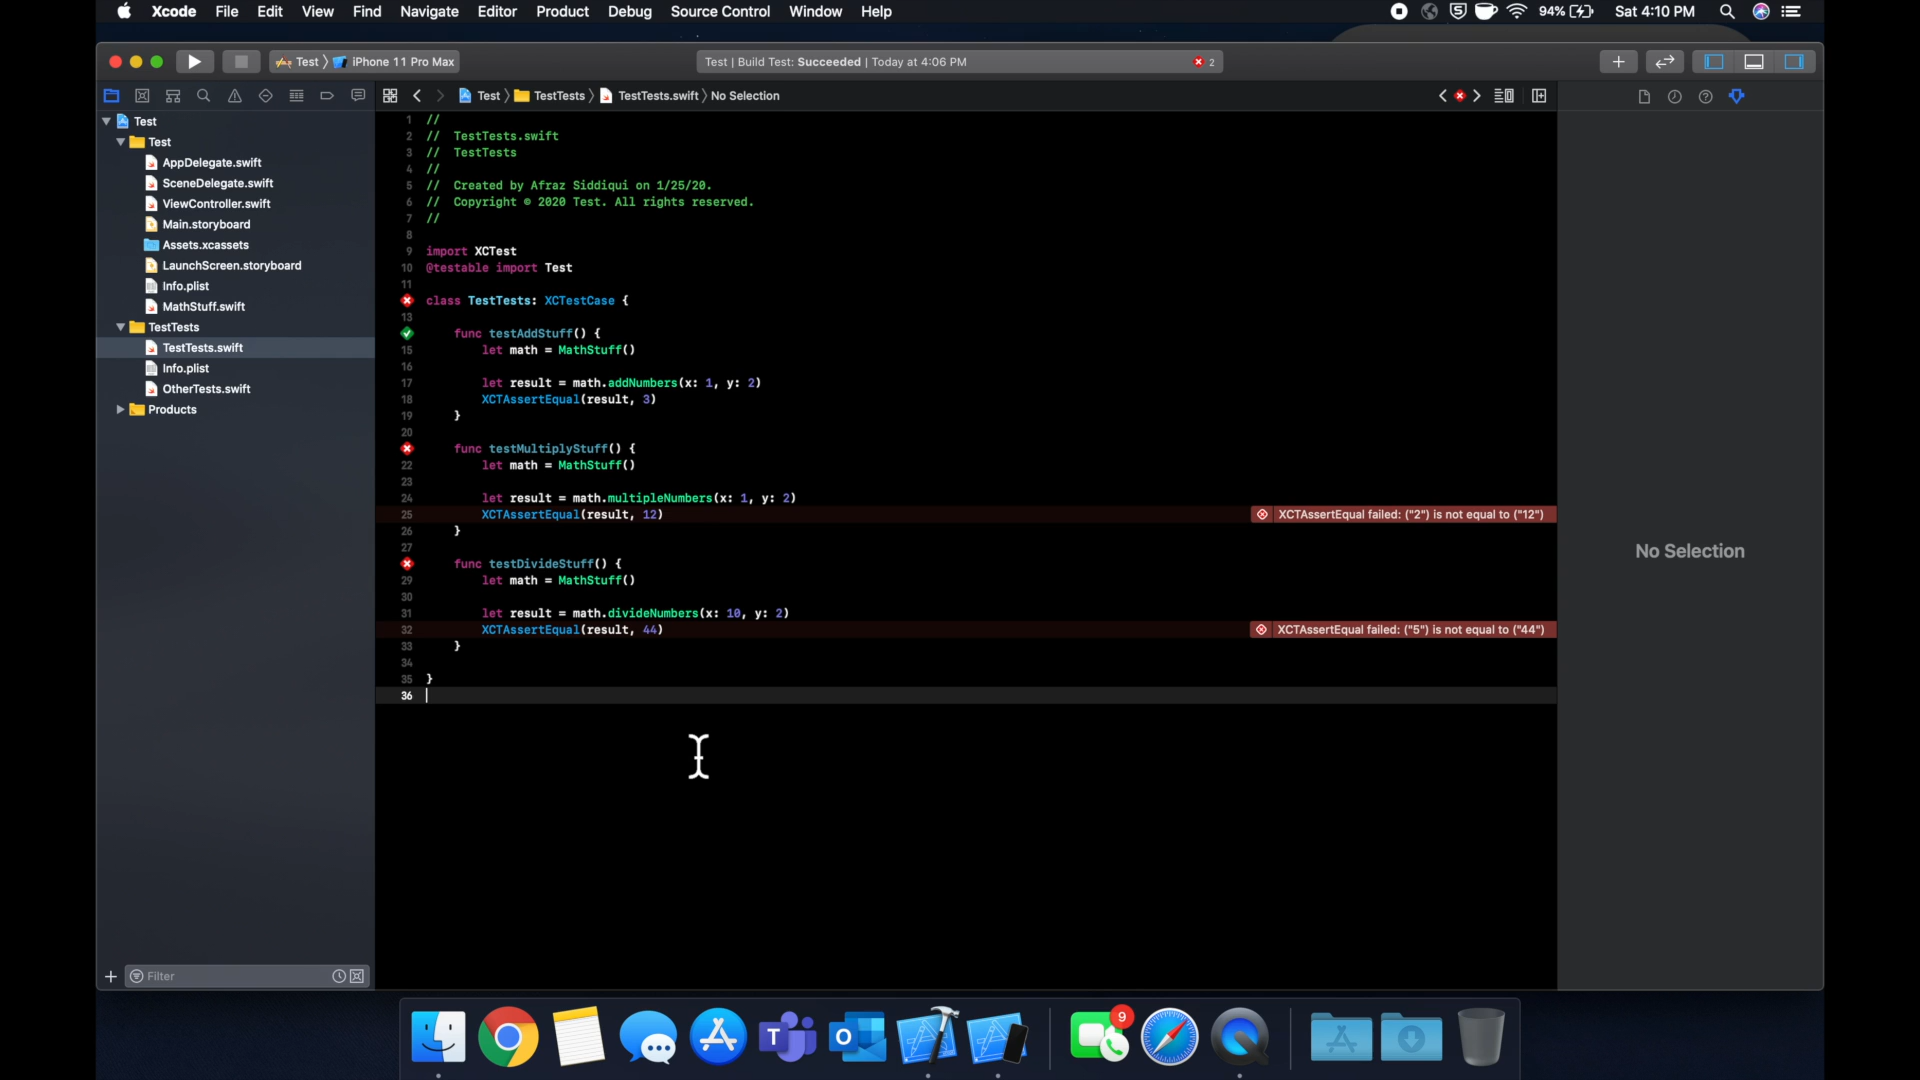 Xcode File Edit View Find Navigate Editor Product Debug Source Control Window Help 94% Sat 4:10 PM
Test iPhone 11 Pro Max Test | Build Test: Succeeded | Today at 4:06 PM 2
Test TestTests TestTests.swift No Selection
Test
Test
AppDelegate.swift
SceneDelegate.swift
ViewController.swift
Main.storyboard
Assets.xcassets
LaunchScreen.storyboard
Info.plist
MathStuff.swift
TestTests
TestTests.swift
Info.plist
OtherTests.swift
Products
Filter
1 //
2 // TestTests.swift
3 // TestTests
4 //
5 // Created by Afraz Siddiqui on 1/25/20.
6 // Copyright © 2020 Test. All rights reserved.
7 //
8
9 import XCTest
10 @testable import Test
11
class TestTests: XCTestCase {
13
func testAddStuff() {
15 let math = MathStuff()
16
17 let result = math.addNumbers(x: 1, y: 2)
18 XCTAssertEqual(result, 3)
19 }
20
func testMultiplyStuff() {
22 let math = MathStuff()
23
24 let result = math.multipleNumbers(x: 1, y: 2)
25 XCTAssertEqual(result, 12) XCTAssertEqual failed: ("2") is not equal to ("12")
26 }
27
func testDivideStuff() {
29 let math = MathStuff()
30
31 let result = math.divideNumbers(x: 10, y: 2)
32 XCTAssertEqual(result, 44) XCTAssertEqual failed: ("5") is not equal to ("44")
33 }
34
35 }
36
No Selection
T O 9